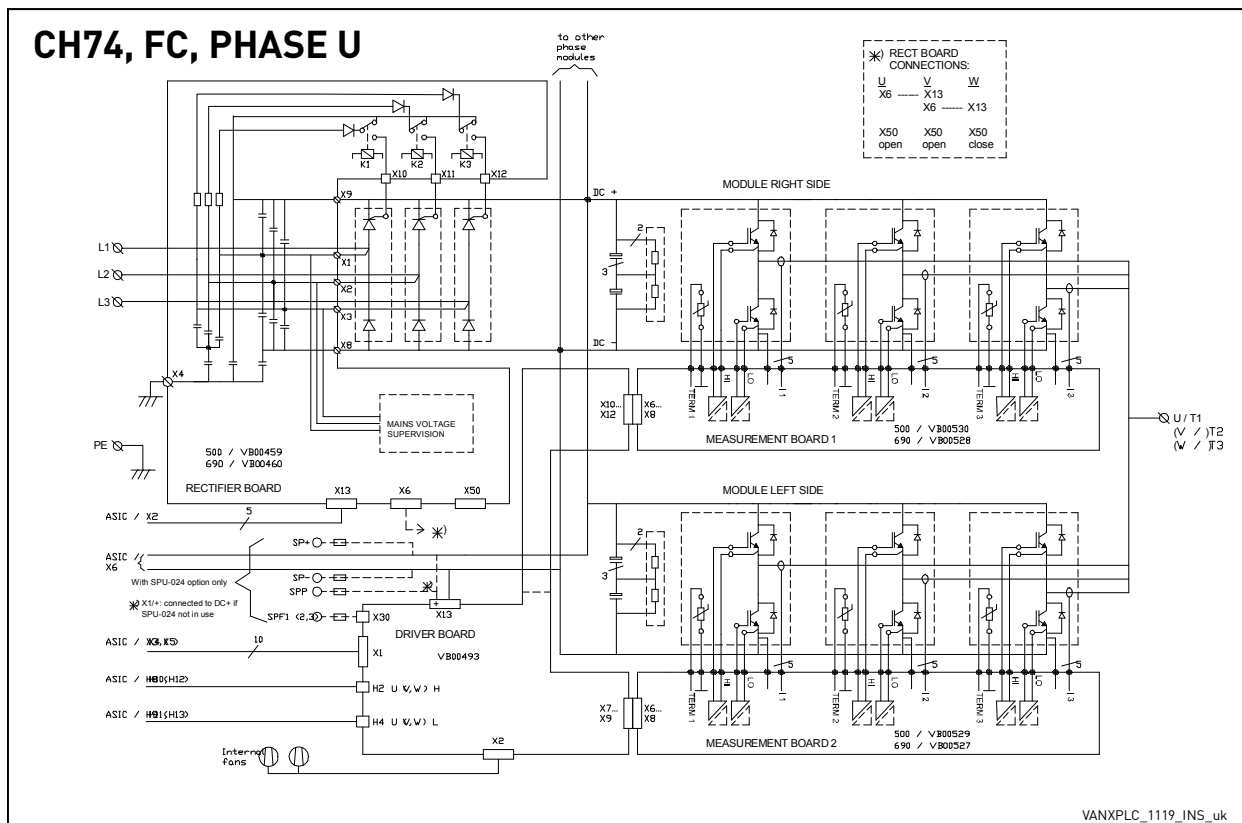 CH74, FC, PHASE U
to other
phase
modules
✳) RECT BOARD
CONNECTIONS:
U V W
X6 ----- X13
X6 ----- X13
X50 X50 X50
open open close
K1 K2 K3
X10 X11 X12
X9
DC +
MODULE RIGHT SIDE
L1
X1
L2
X2
L3
X3
X8
DC -
2
3
X4
5 5 5
TERM 1 HI LO I1
TERM 2 HI LO I2
TERM 3 HI LO I3
MAINS VOLTAGE
SUPERVISION
X10...
X12
X6...
X8
MEASUREMENT BOARD 1
500 / VB00530
690 / VB00528
U / T1
(V / )T2
(W / )T3
PE
500 / VB00459
690 / VB00460
RECTIFIER BOARD
X13 X6 X50
MODULE LEFT SIDE
ASIC / X2
5
✳)
SP+
ASIC /
X6
SP-
SPP
With SPU-024 option only
✳) X1/+: connected to DC+ if
SPU-024 not in use
✳)
+
X13
SPF1 (2,3)
X30
DRIVER BOARD
VB00493
X1
10
2
3
ASIC /
ASIC / (H12)
H2 U (V,W) H
ASIC / (H13)
H4 U (V,W) L
5 5 5
TERM 1 HI LO I1
TERM 2 HI LO I2
TERM 3 HI LO I3
X7...
X9
X6...
X8
MEASUREMENT BOARD 2
500 / VB00529
690 / VB00527
Internal
fans
X2
VANXPLC_1119_INS_uk